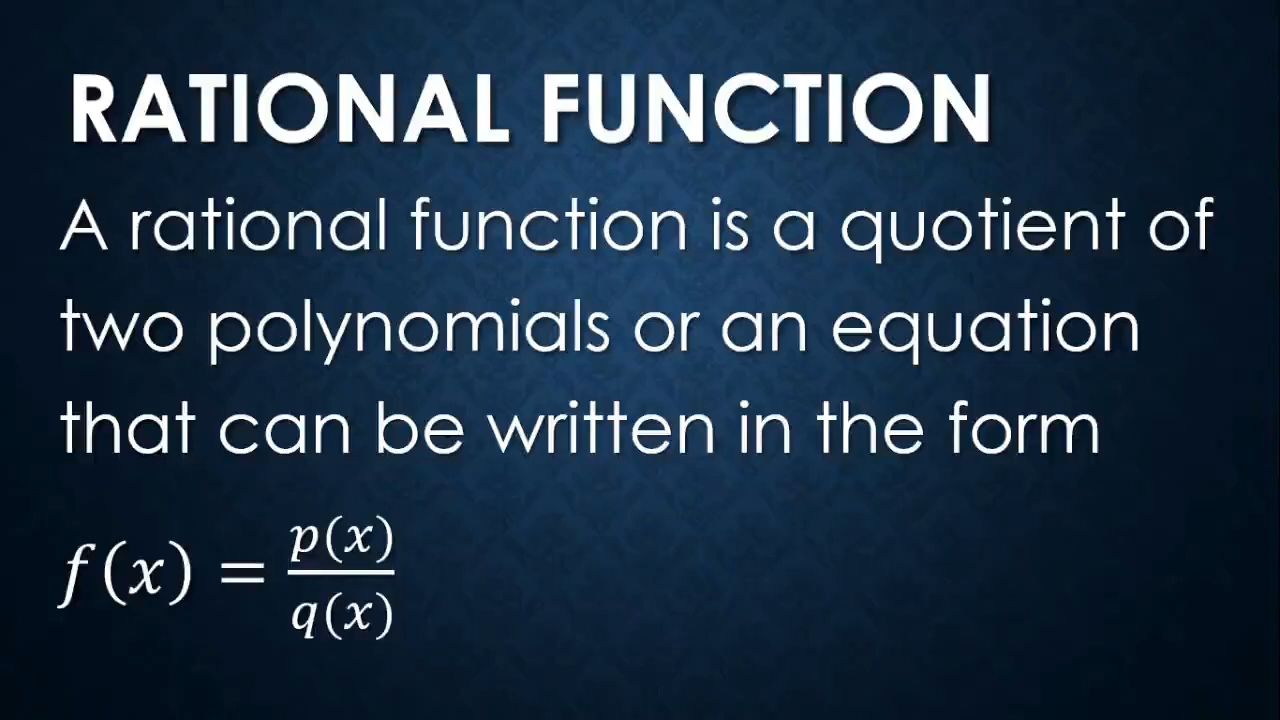 RATIONAL FUNCTION
A rational function is a quotient of
two polynomials or an equation
that can be written in the form
f(x) = p(x)/q(x)